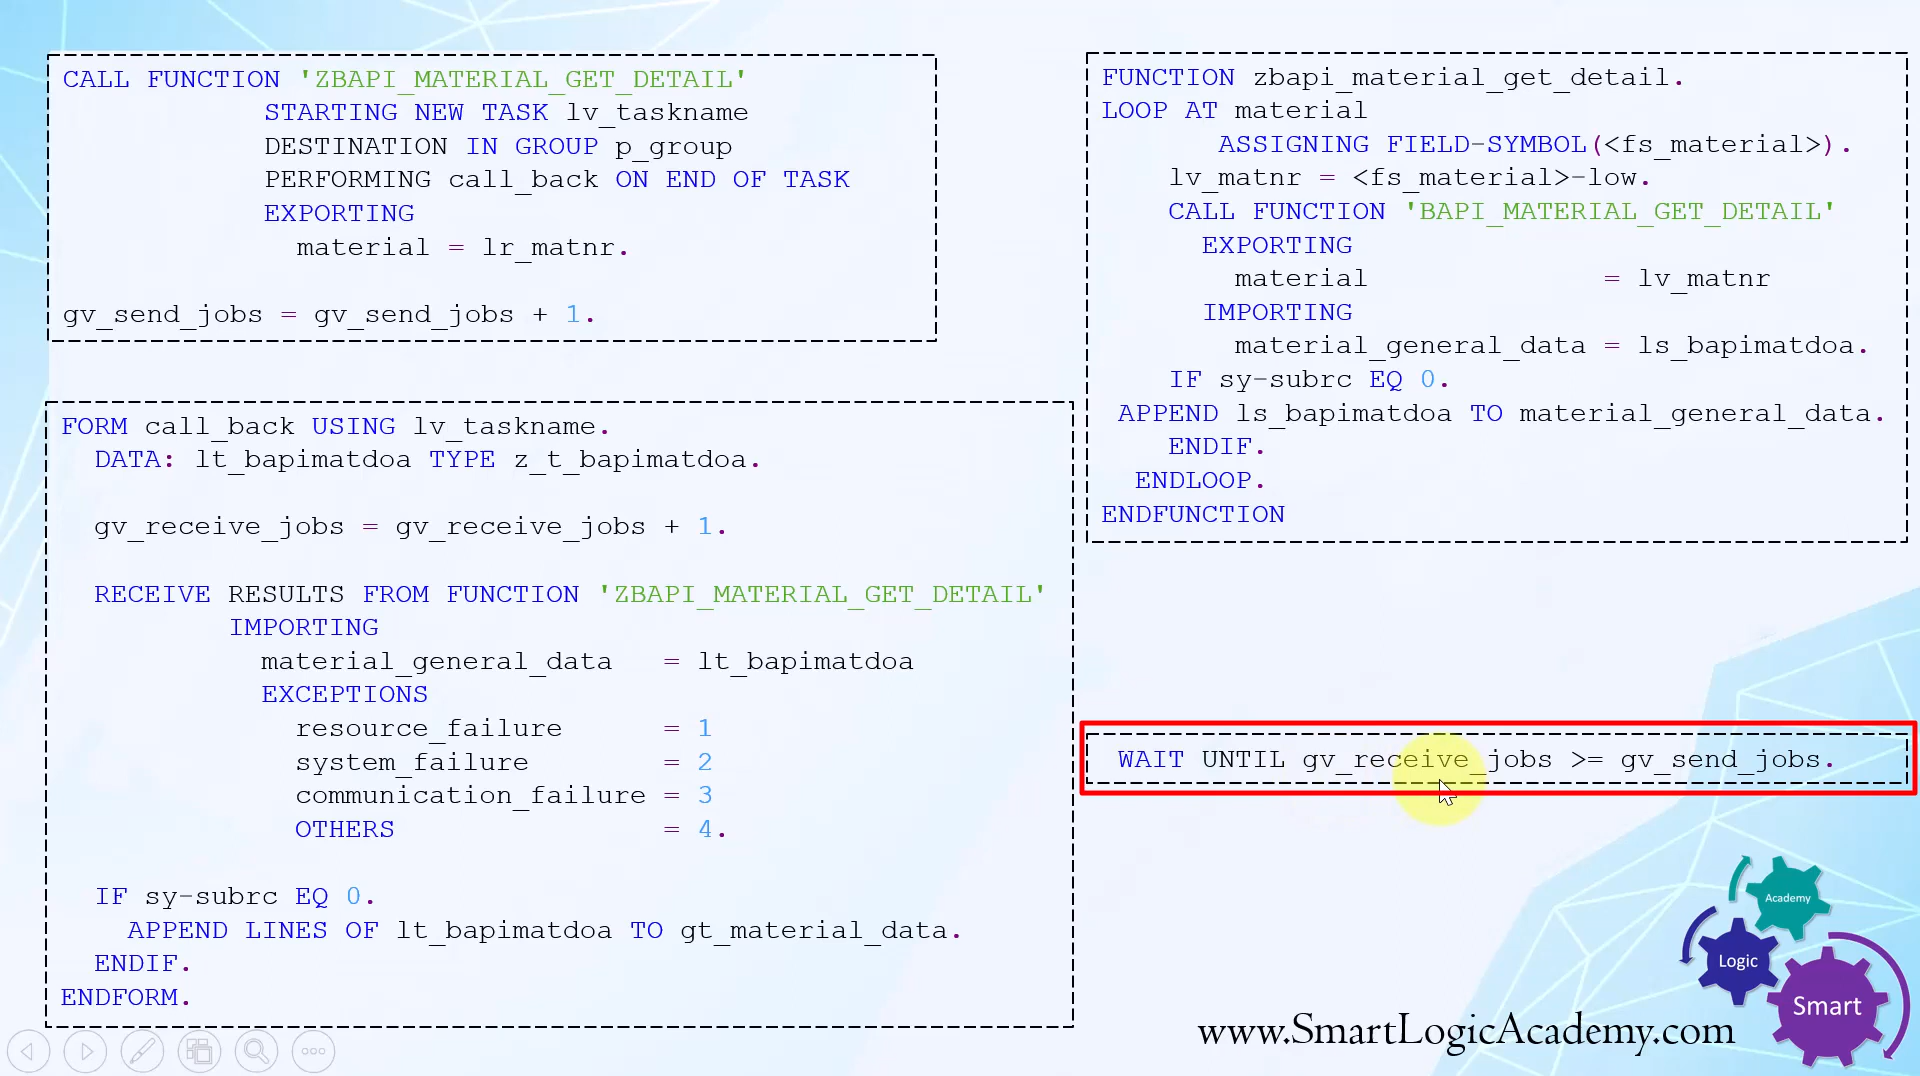 CALL FUNCTION 'ZBAPI_MATERIAL_GET_DETAIL'
STARTING NEW TASK lv_taskname
DESTINATION IN GROUP p_group
PERFORMING call_back ON END OF TASK
EXPORTING
material = lr_matnr.
gv_send_jobs = gv_send_jobs + 1.
FORM call_back USING lv_taskname.
DATA: lt_bapimatdoa TYPE z_t_bapimatdoa.
gv_receive_jobs = gv_receive_jobs + 1.
RECEIVE RESULTS FROM FUNCTION 'ZBAPI_MATERIAL_GET_DETAIL'
IMPORTING
material_general_data = lt_bapimatdoa
EXCEPTIONS
resource_failure = 1
system_failure = 2
communication_failure = 3
OTHERS = 4.
IF sy-subrc EQ 0.
APPEND LINES OF lt_bapimatdoa TO gt_material_data.
ENDIF.
ENDFORM.
FUNCTION zbapi_material_get_detail.
LOOP AT material
ASSIGNING FIELD-SYMBOL(<fs_material>).
lv_matnr = <fs_material>-low.
CALL FUNCTION 'BAPI_MATERIAL_GET_DETAIL'
EXPORTING
material = lv_matnr
IMPORTING
material_general_data = ls_bapimatdoa.
IF sy-subrc EQ 0.
APPEND ls_bapimatdoa TO material_general_data.
ENDIF.
ENDLOOP.
ENDFUNCTION
WAIT UNTIL gv_receive_jobs >= gv_send_jobs.
Academy
Logic
Smart
www.SmartLogicAcademy.com